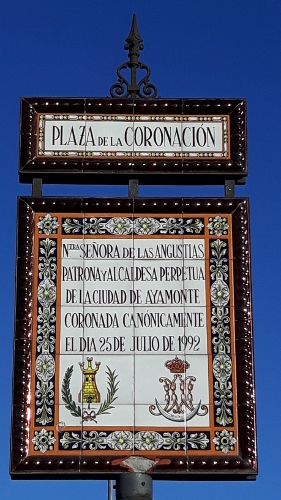 PLAZA DE LA CORONACIÓN
NTRA SEÑORA DE LAS ANGUSTIAS
PATRONA Y ALCALDESA PERPETUA
DE LA CIUDAD DE AYAMONTE
CORONADA CANÓNICAMENTE
EL DIA 25 DE JULIO DE 1992